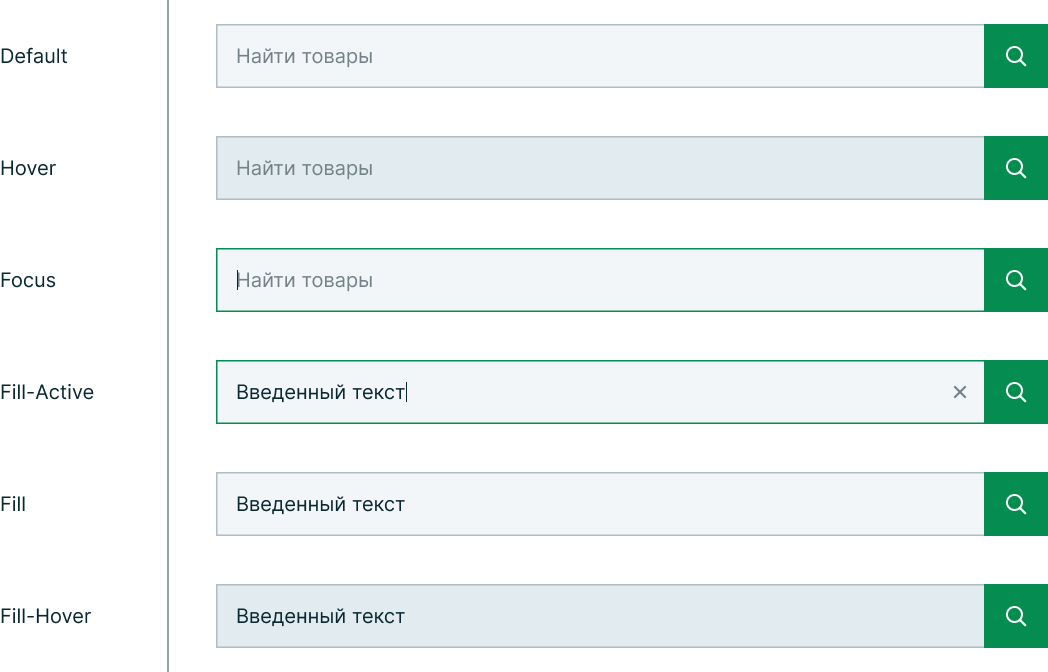 Default
Найти товары
Hover
Найти товары
Focus
Найти товары
Fill-Active
Введенный текст
Fill
Введенный текст
Fill-Hover
Введенный текст